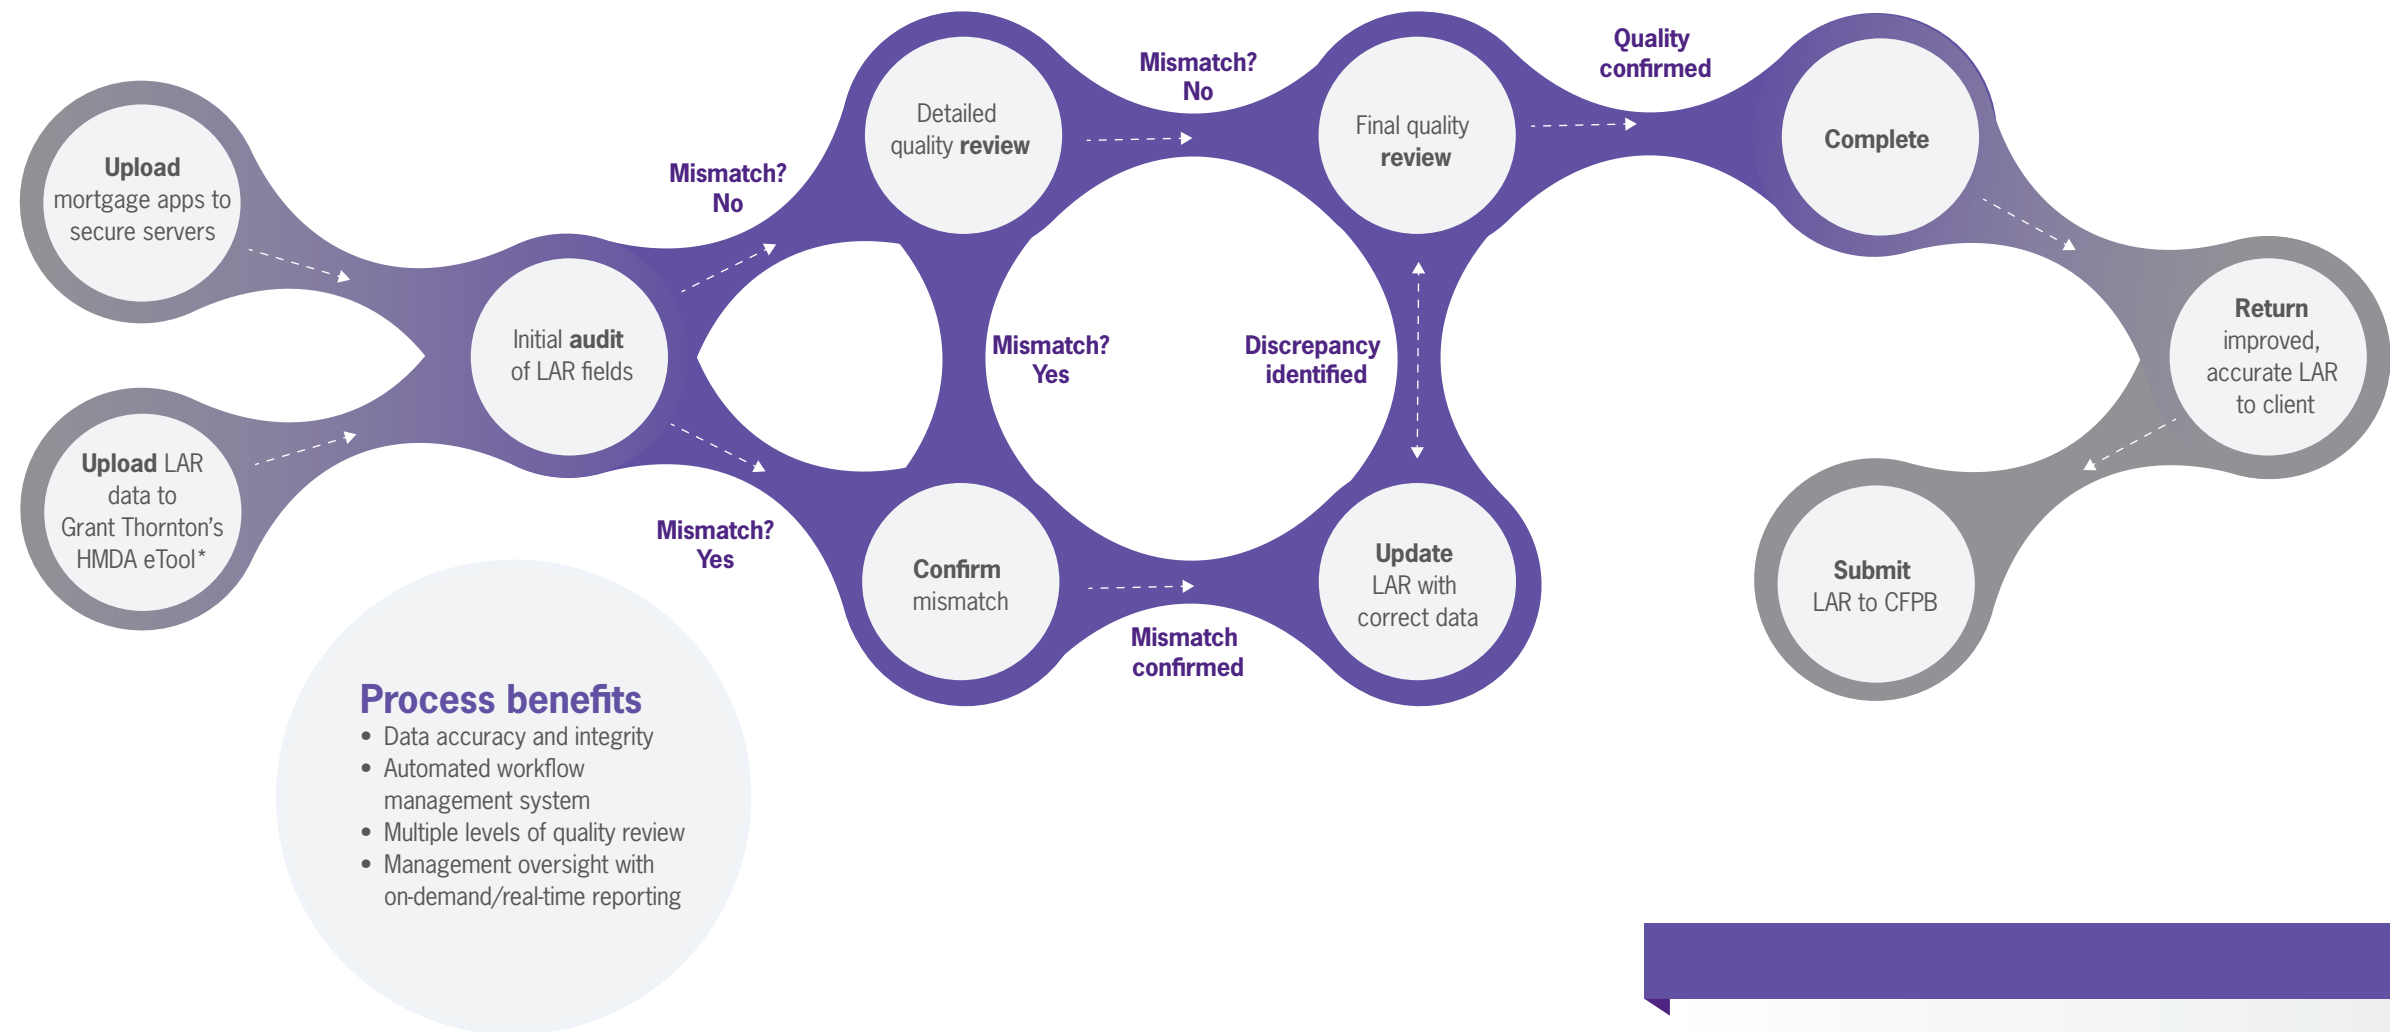 Upload
mortgage apps to
secure servers
Upload LAR
data to
Grant Thornton's
HMDA eTool*
Initial audit
of LAR fields
Mismatch?
No
Mismatch?
Yes
Detailed
quality review
Mismatch?
Yes
Confirm
mismatch
Mismatch?
No
Mismatch
confirmed
Final quality
review
Discrepancy
identified
Update
LAR with
correct data
Quality
confirmed
Complete
Return
improved,
accurate LAR
to client
Submit
LAR to CFPB
Process benefits
• Data accuracy and integrity
• Automated workflow
management system
• Multiple levels of quality review
• Management oversight with
on-demand/real-time reporting